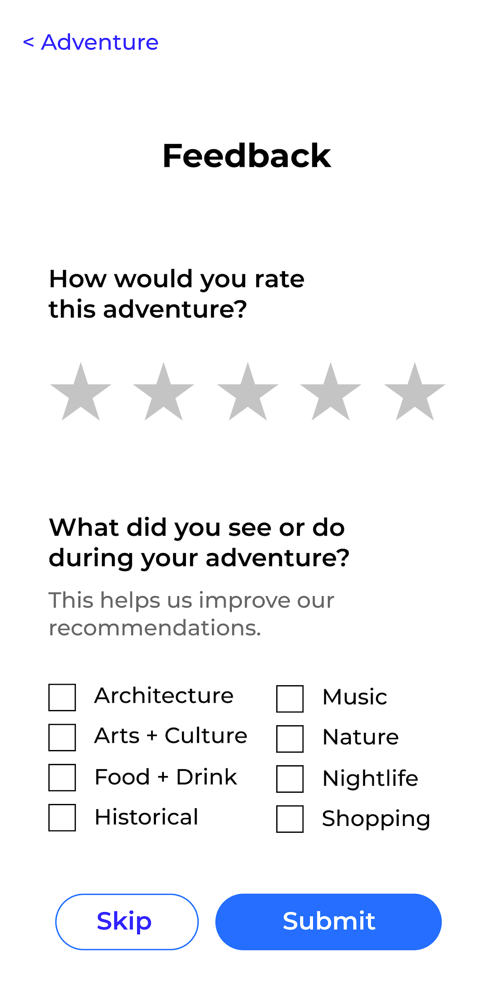 < Adventure
Feedback
How would you rate
this adventure?
What did you see or do
during your adventure?
This helps us improve our
recommendations.
Architecture
Music
Arts + Culture
Nature
Food + Drink
Nightlife
Historical
Shopping
Skip
Submit